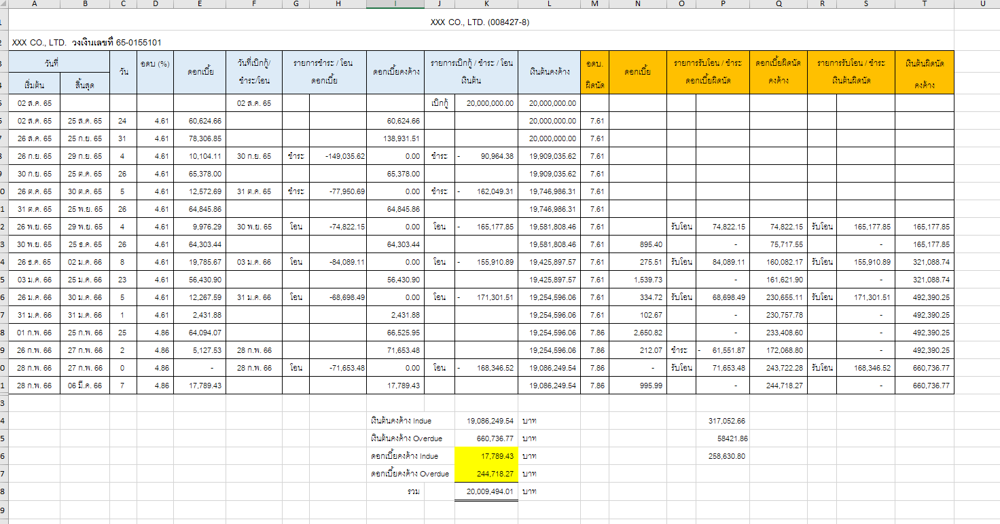 A B C D E F G H I J K L M N O P Q R S T U
1 XXX CO., LTD. (008427-8)
2 XXX CO., LTD. วงเงินเลขที่ 65-0155101
3 วันที่ วัน อดบ (%) ดอกเบี้ย วันที่เบิกกู้/ รายการชำระ / โอน ดอกเบี้ยคงค้าง รายการเบิกกู้ / ชำระ / โอน เงินต้นคงค้าง อดบ. ดอกเบี้ย รายการรับโอน / ชำระ ดอกเบี้ยผิดนัด รายการรับโอน / ชำระ เงินต้นผิดนัด
4 เริ่มต้น สิ้นสุด ชำระ/โอน ดอกเบี้ย เงินต้น ผิดนัด ดอกเบี้ยผิดนัด คงค้าง เงินต้นผิดนัด คงค้าง
5 02 ส.ค. 65 02 ส.ค. 65 เบิกกู้ 20,000,000.00 20,000,000.00
6 02 ส.ค. 65 25 ส.ค. 65 24 4.61 60,624.66 60,624.66 20,000,000.00 7.61
7 26 ส.ค. 65 25 ก.ย. 65 31 4.61 78,306.85 138,931.51 20,000,000.00 7.61
8 26 ก.ย. 65 29 ก.ย. 65 4 4.61 10,104.11 30 ก.ย. 65 ชำระ -149,035.62 0.00 ชำระ - 90,964.38 19,909,035.62 7.61
9 30 ก.ย. 65 25 ต.ค. 65 26 4.61 65,378.00 65,378.00 19,909,035.62 7.61
0 26 ต.ค. 65 30 ต.ค. 65 5 4.61 12,572.69 31 ต.ค. 65 ชำระ -77,950.69 0.00 ชำระ - 162,049.31 19,746,986.31 7.61
1 31 ต.ค. 65 25 พ.ย. 65 26 4.61 64,845.86 64,845.86 19,746,986.31 7.61
2 26 พ.ย. 65 29 พ.ย. 65 4 4.61 9,976.29 30 พ.ย. 65 โอน -74,822.15 0.00 โอน - 165,177.85 19,581,808.46 7.61 รับโอน 74,822.15 74,822.15 รับโอน 165,177.85 165,177.85
3 30 พ.ย. 65 25 ธ.ค. 65 26 4.61 64,303.44 64,303.44 19,581,808.46 7.61 895.40 - 75,717.55 - 165,177.85
4 26 ธ.ค. 65 02 ม.ค. 66 8 4.61 19,785.67 03 ม.ค. 66 โอน -84,089.11 0.00 โอน - 155,910.89 19,425,897.57 7.61 275.51 รับโอน 84,089.11 160,082.17 รับโอน 155,910.89 321,088.74
5 03 ม.ค. 66 25 ม.ค. 66 23 4.61 56,430.90 56,430.90 19,425,897.57 7.61 1,539.73 - 161,621.90 - 321,088.74
6 26 ม.ค. 66 30 ม.ค. 66 5 4.61 12,267.59 31 ม.ค. 66 โอน -68,698.49 0.00 โอน - 171,301.51 19,254,596.06 7.61 334.72 รับโอน 68,698.49 230,655.11 รับโอน 171,301.51 492,390.25
7 31 ม.ค. 66 31 ม.ค. 66 1 4.61 2,431.88 2,431.88 19,254,596.06 7.61 102.67 - 230,757.78 - 492,390.25
8 01 ก.พ. 66 25 ก.พ. 66 25 4.86 64,094.07 66,525.95 19,254,596.06 7.86 2,650.82 - 233,408.60 - 492,390.25
9 26 ก.พ. 66 27 ก.พ. 66 2 4.86 5,127.53 28 ก.พ. 66 71,653.48 19,254,596.06 7.86 212.07 ชำระ - 61,551.87 172,068.80 - 492,390.25
0 28 ก.พ. 66 27 ก.พ. 66 0 4.86 - 28 ก.พ. 66 โอน -71,653.48 0.00 โอน - 168,346.52 19,086,249.54 7.86 - รับโอน 71,653.48 243,722.28 รับโอน 168,346.52 660,736.77
1 28 ก.พ. 66 06 มี.ค. 66 7 4.86 17,789.43 17,789.43 19,086,249.54 7.86 995.99 - 244,718.27 - 660,736.77
3
4 เงินต้นคงค้าง Indue 19,086,249.54 บาท 317,052.66
5 เงินต้นคงค้าง Overdue 660,736.77 บาท 58421.86
6 ดอกเบี้ยคงค้าง Indue 17,789.43 บาท 258,630.80
7 ดอกเบี้ยคงค้าง Overdue 244,718.27 บาท
8 รวม 20,009,494.01 บาท
9